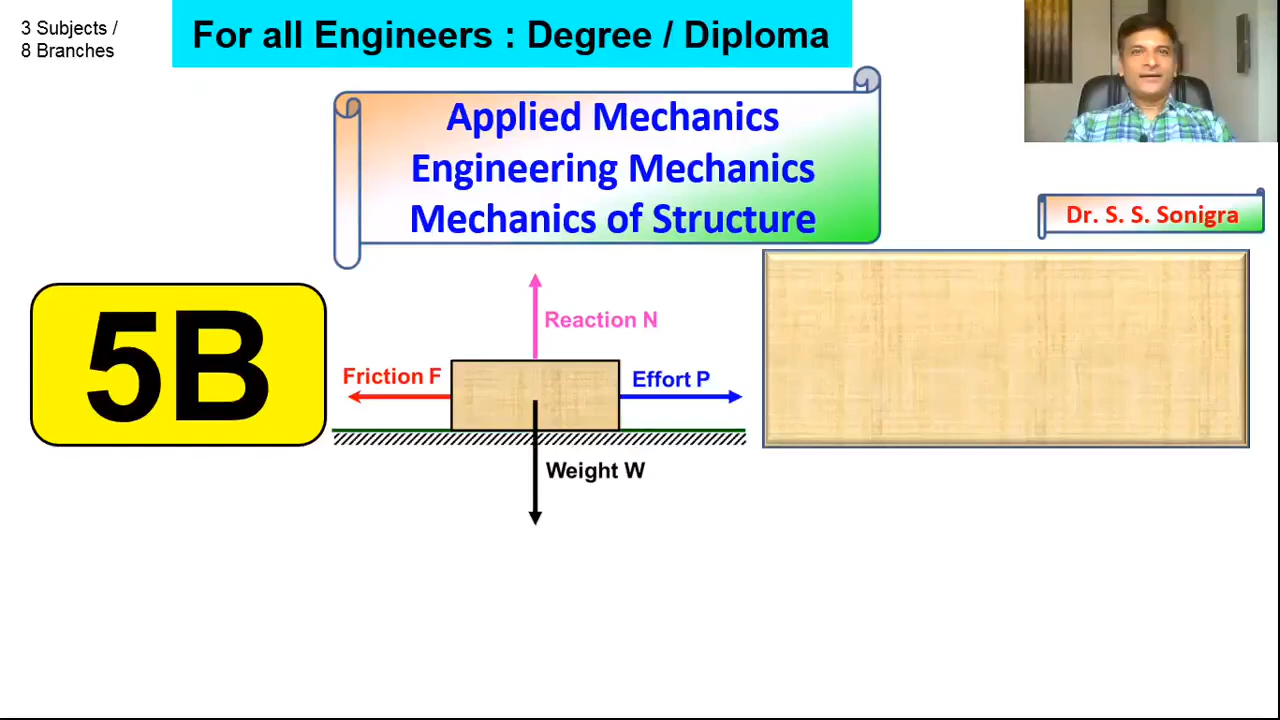 3 Subjects /
8 Branches
For all Engineers : Degree / Diploma
Applied Mechanics
Engineering Mechanics
Mechanics of Structure
Dr. S. S. Sonigra
5B
Reaction N
Friction F
Effort P
Weight W